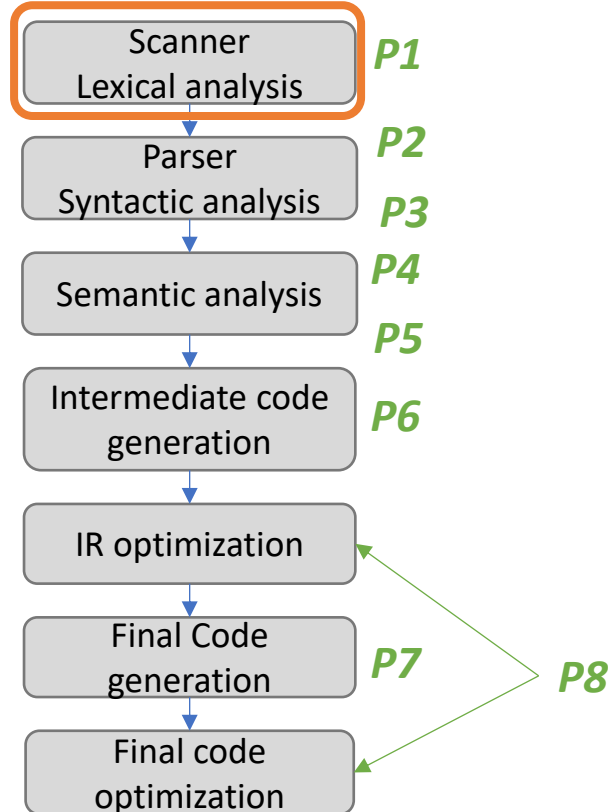 Scanner
Lexical analysis
P1
P2
Parser
Syntactic analysis
P3
P4
Semantic analysis
P5
Intermediate code
generation
P6
IR optimization
Final Code
generation
P7
P8
Final code
optimization